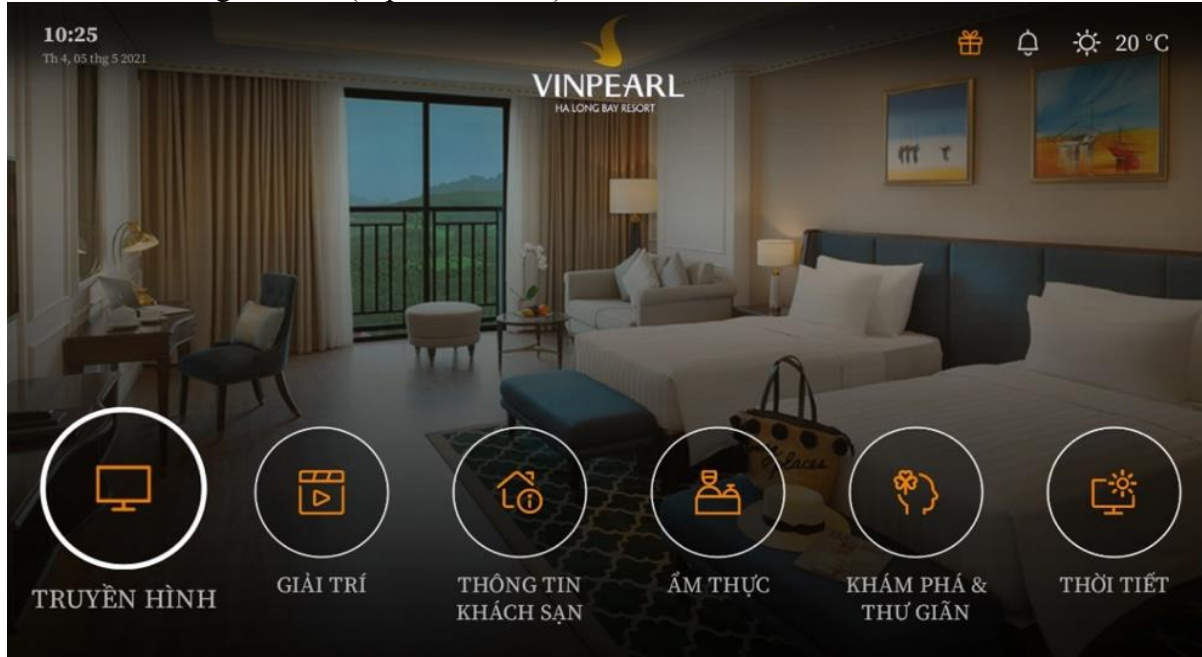 10:25
Th 4, 05 thg 5 2021
VINPEARL
HA LONG BAY RESORT
20 °C
TRUYỀN HÌNH
GIẢI TRÍ
THÔNG TIN
KHÁCH SẠN
ẨM THỰC
KHÁM PHÁ &
THƯ GIÃN
THỜI TIẾT